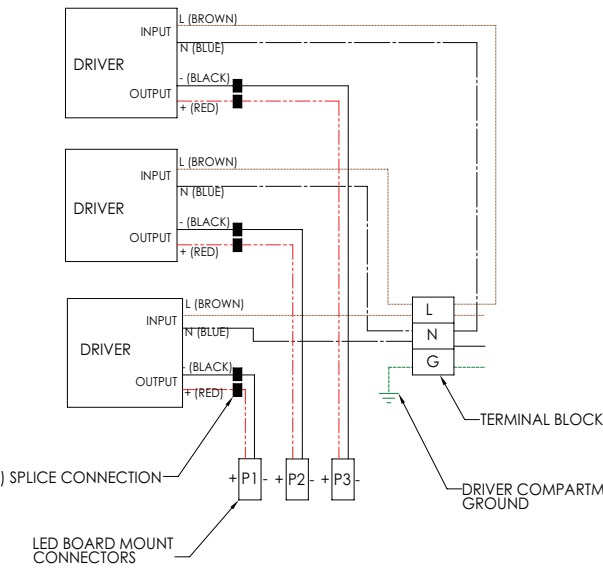 L (BROWN)
INPUT
N (BLUE)
DRIVER
- (BLACK)
OUTPUT
+ (RED)
L (BROWN)
INPUT
N (BLUE)
DRIVER
- (BLACK)
OUTPUT
+ (RED)
L (BROWN)
INPUT
N (BLUE)
DRIVER
- (BLACK)
OUTPUT
+ (RED)
L
N
G
TERMINAL BLOCK
) SPLICE CONNECTION
+ P1 - + P2 - + P3 -
DRIVER COMPARTM
GROUND
LED BOARD MOUNT
CONNECTORS